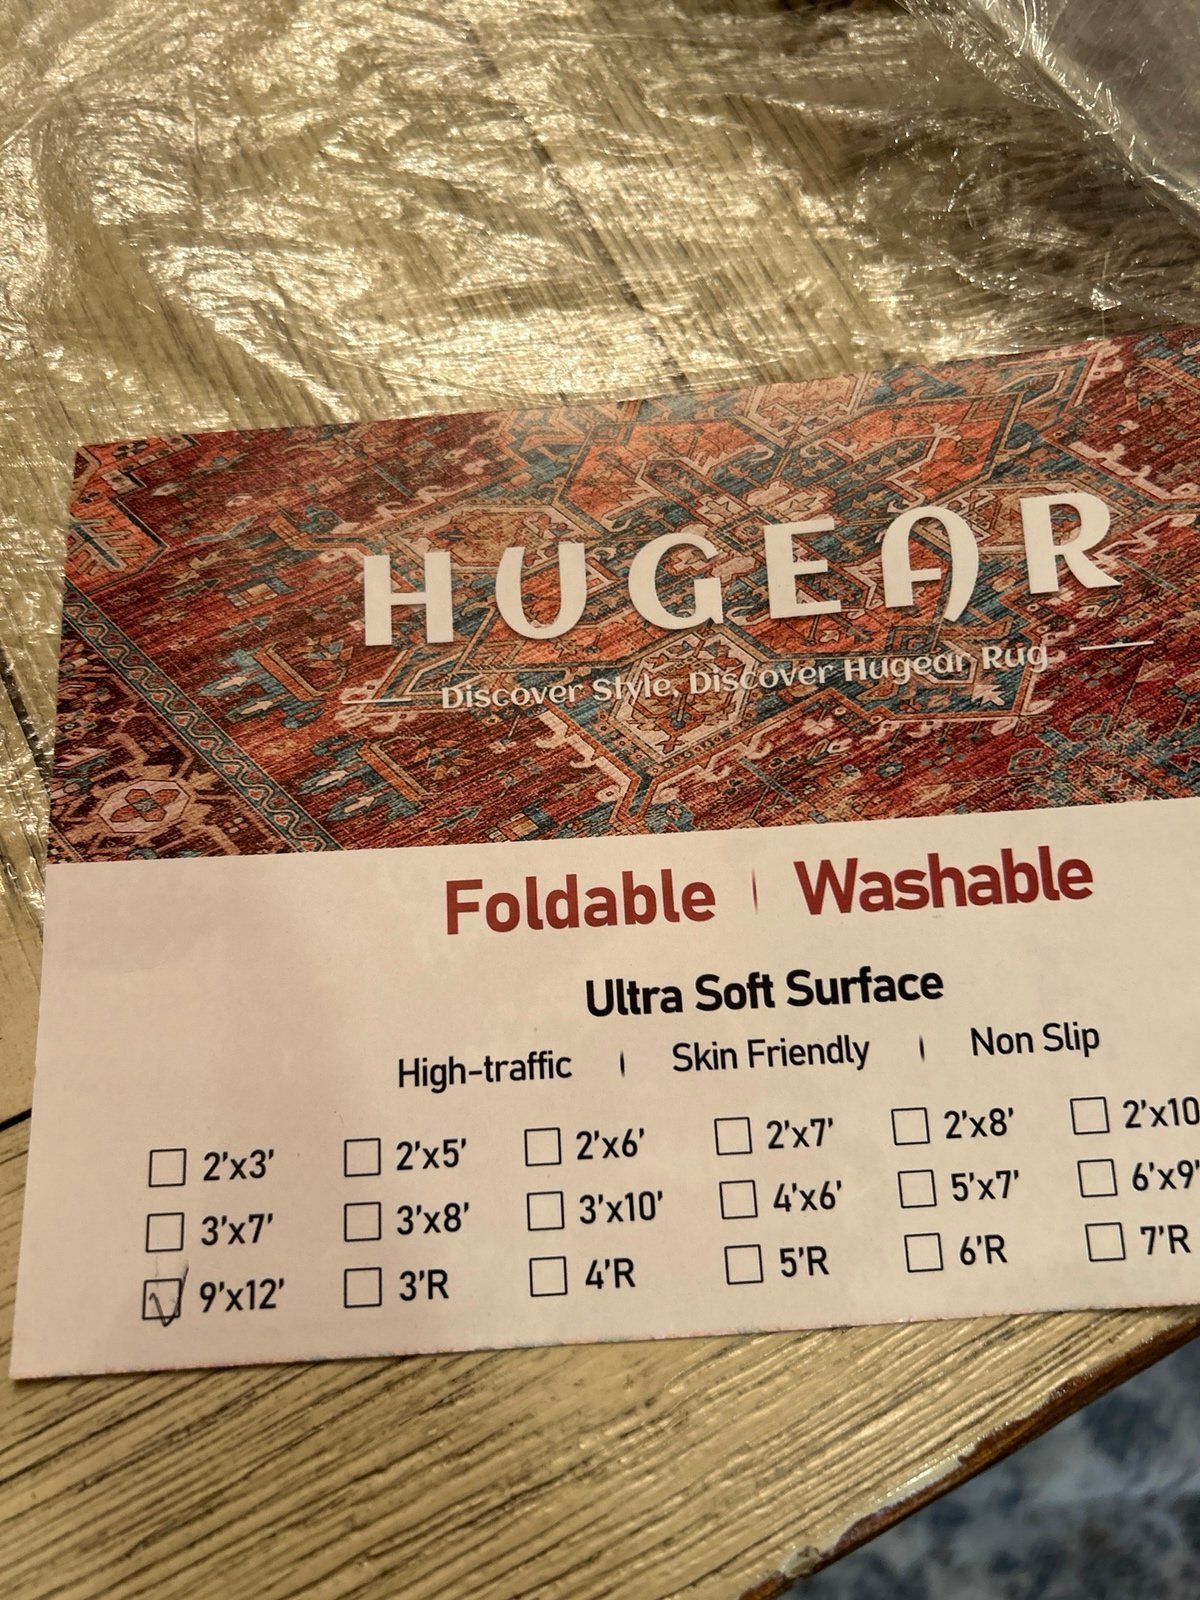 HUGEAR
Discover Style, Discover Hugear Rug
Foldable | Washable
Ultra Soft Surface
High-traffic | Skin Friendly | Non Slip
☐ 2'x3' ☐ 2'x5' ☐ 2'x6' ☐ 2'x7' ☐ 2'x8' ☐ 2'x10
☐ 3'x7' ☐ 3'x8' ☐ 3'x10' ☐ 4'x6' ☐ 5'x7' ☐ 6'x9'
☑ 9'x12' ☐ 3'R ☐ 4'R ☐ 5'R ☐ 6'R ☐ 7'R